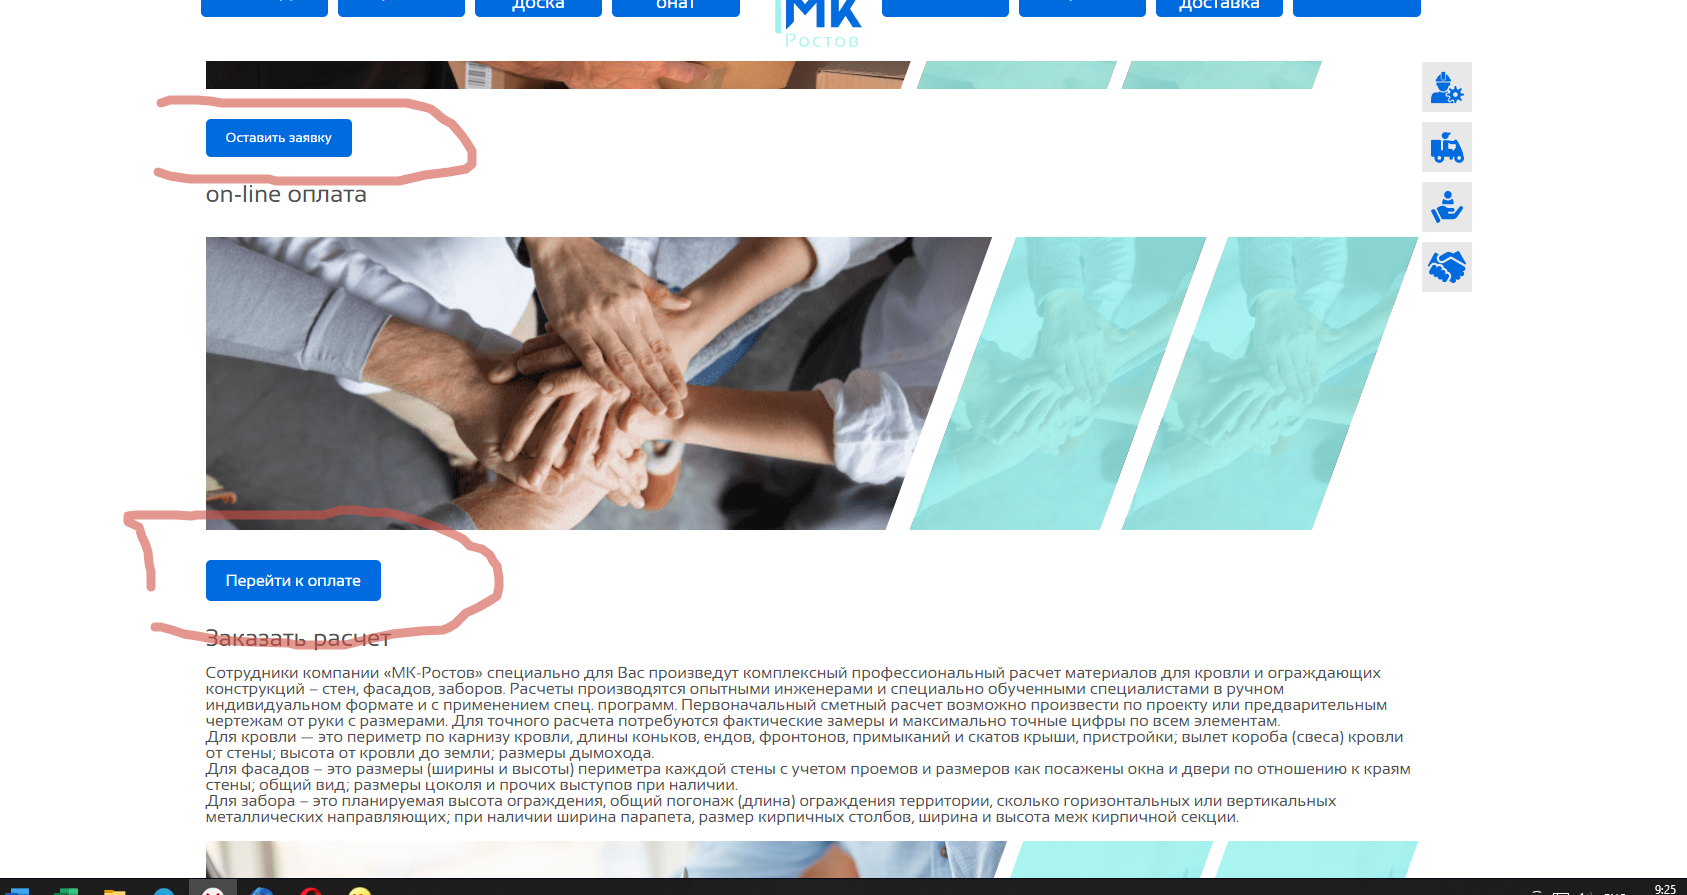 доска
онат
МК
Ростов
доставка
Оставить заявку
on-line оплата
Перейти к оплате
Заказать расчет
Сотрудники компании «МК-Ростов» специально для Вас произведут комплексный профессиональный расчет материалов для кровли и ограждающих
конструкций – стен, фасадов, заборов. Расчеты производятся опытными инженерами и специально обученными специалистами в ручном
индивидуальном формате и с применением спец. программ. Первоначальный сметный расчет возможно произвести по проекту или предварительным
чертежам от руки с размерами. Для точного расчета потребуются фактические замеры и максимально точные цифры по всем элементам.
Для кровли — это периметр по карнизу кровли, длины коньков, ендов, фронтонов, примыканий и скатов крыши, пристройки; вылет короба (свеса) кровли
от стены; высота от кровли до земли; размеры дымохода.
Для фасадов – это размеры (ширины и высоты) периметра каждой стены с учетом проемов и размеров как посажены окна и двери по отношению к краям
стены; общий вид; размеры цоколя и прочих выступов при наличии.
Для забора – это планируемая высота ограждения, общий погонаж (длина) ограждения территории, сколько горизонтальных или вертикальных
металлических направляющих; при наличии ширина парапета, размер кирпичных столбов, ширина и высота меж кирпичной секции.
9:25